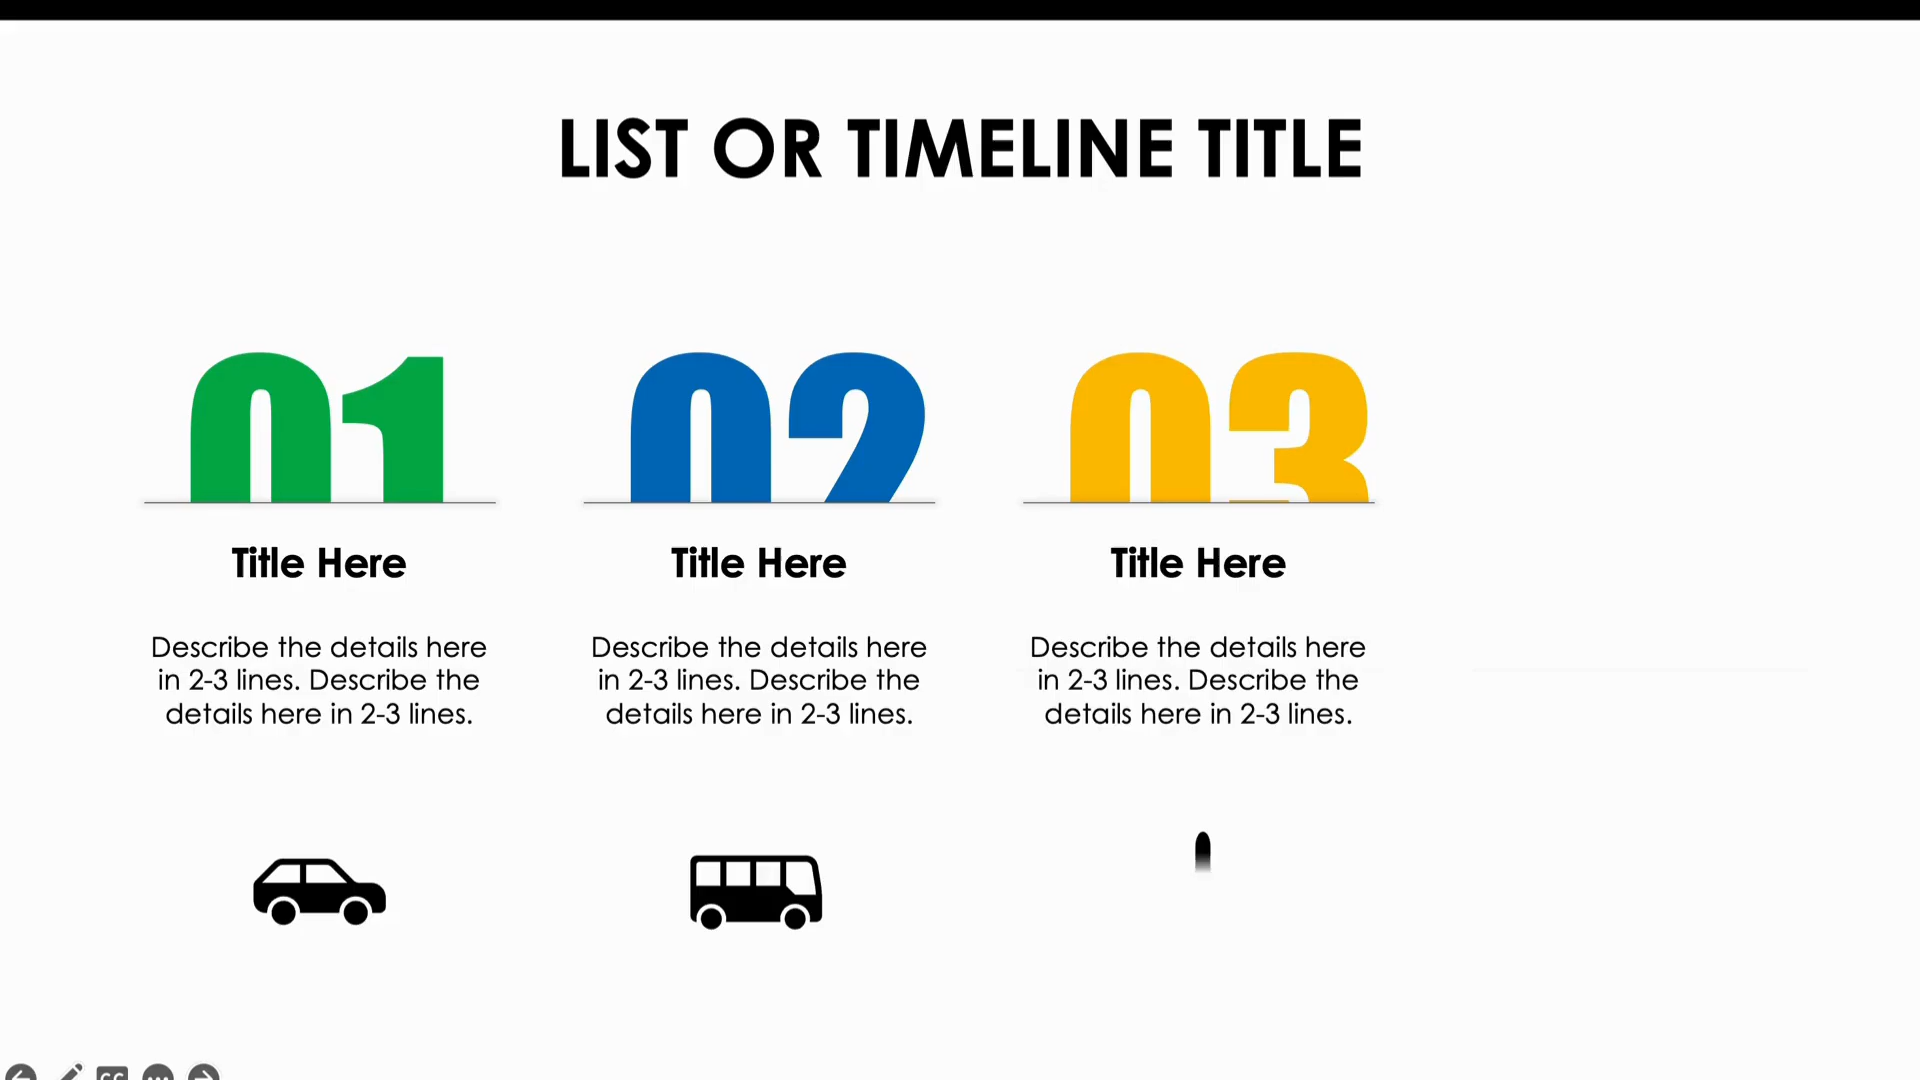 LIST OR TIMELINE TITLE
01
02
03
Title Here
Title Here
Title Here
Describe the details here
in 2-3 lines. Describe the
details here in 2-3 lines.
Describe the details here
in 2-3 lines. Describe the
details here in 2-3 lines.
Describe the details here
in 2-3 lines. Describe the
details here in 2-3 lines.
CC